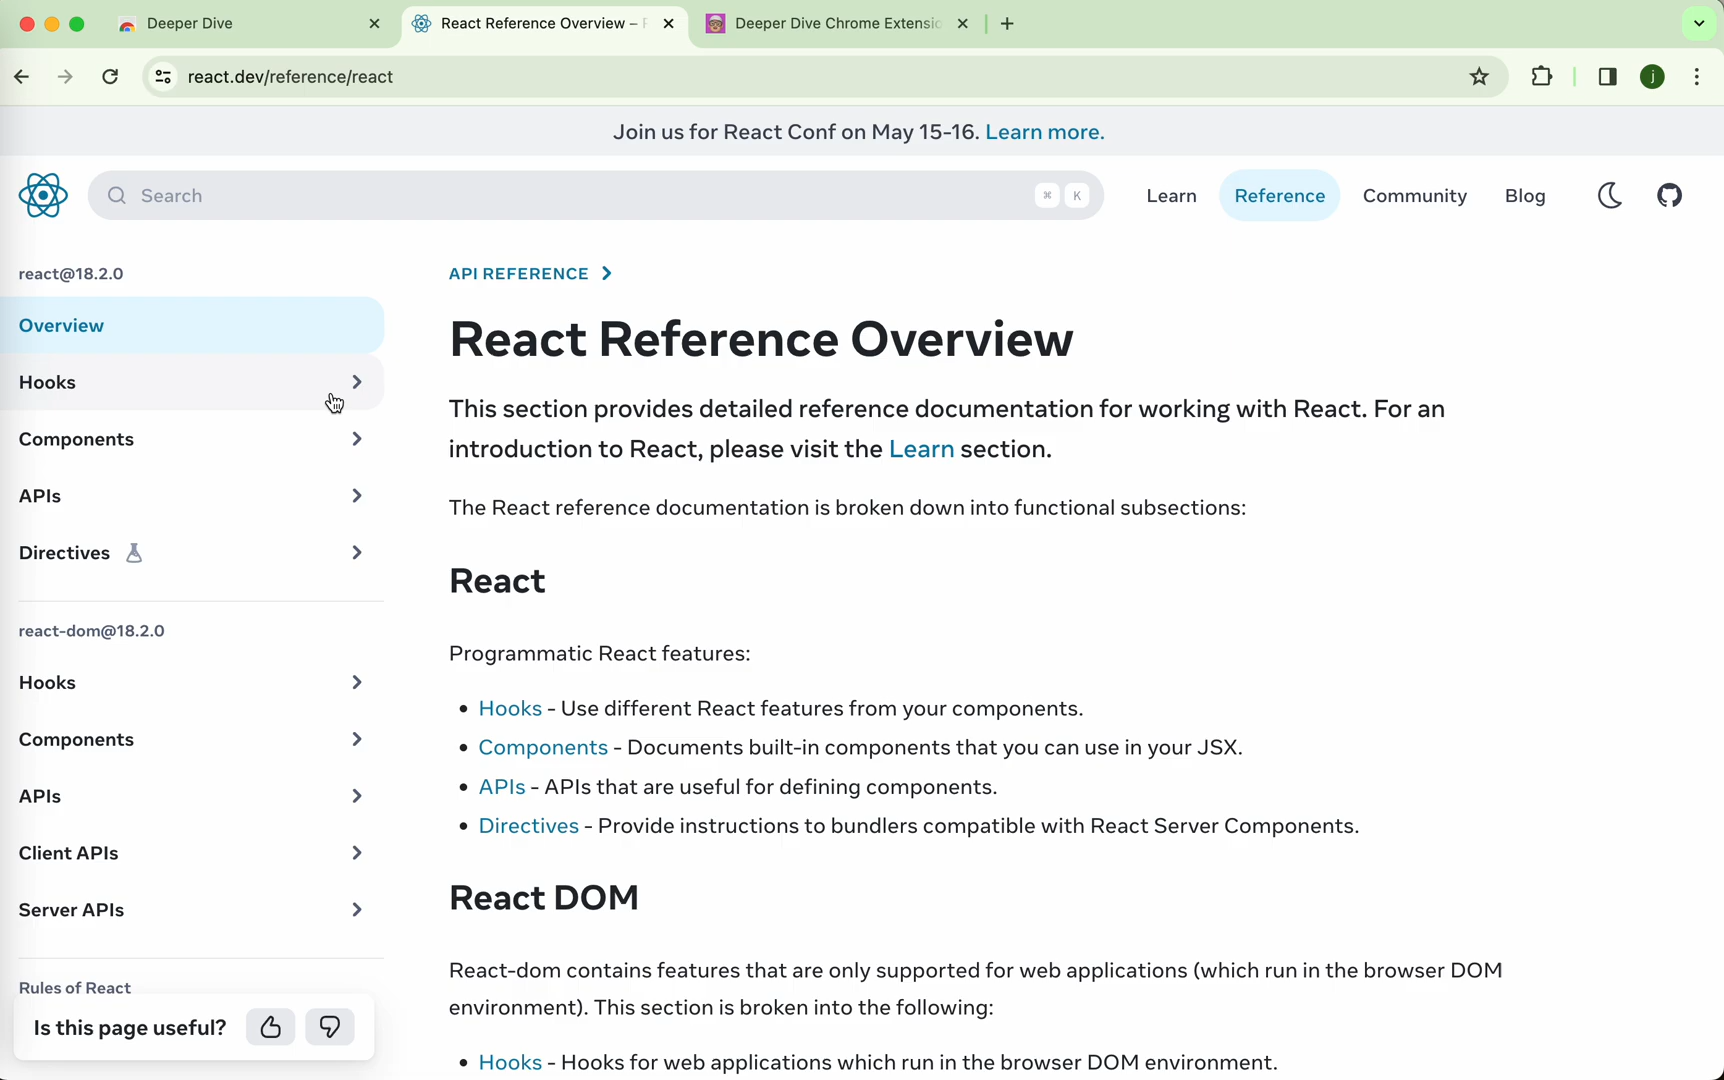 Deeper Dive
React Reference Overview –
Deeper Dive Chrome Extensi
react.dev/reference/react
j
Join us for React Conf on May 15-16. Learn more.
Search
⌘ K
Learn
Reference
Community
Blog
react@18.2.0
Overview
Hooks
Components
APIs
Directives
react-dom@18.2.0
Hooks
Components
APIs
Client APIs
Server APIs
Rules of React
Is this page useful?
API REFERENCE
React Reference Overview
This section provides detailed reference documentation for working with React. For an
introduction to React, please visit the Learn section.
The React reference documentation is broken down into functional subsections:
React
Programmatic React features:
• Hooks - Use different React features from your components.
• Components - Documents built-in components that you can use in your JSX.
• APIs - APIs that are useful for defining components.
• Directives - Provide instructions to bundlers compatible with React Server Components.
React DOM
React-dom contains features that are only supported for web applications (which run in the browser DOM
environment). This section is broken into the following:
• Hooks - Hooks for web applications which run in the browser DOM environment.